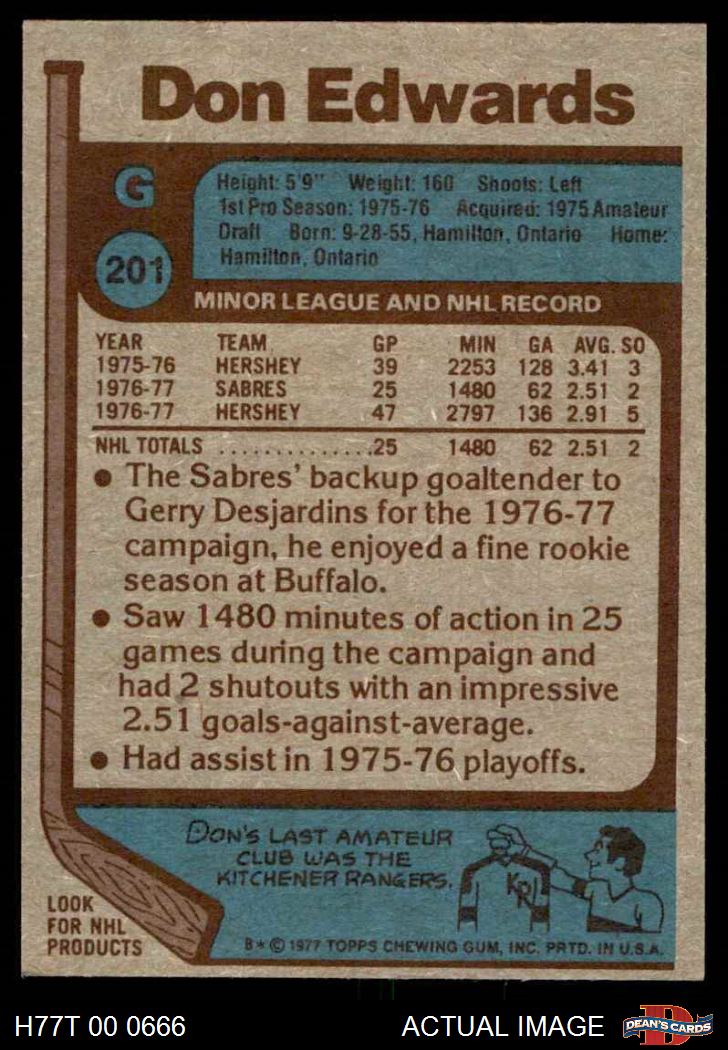 Don Edwards
G
201
Height: 5'9" Weight: 160 Shoots: Left
1st Pro Season: 1975-76 Acquired: 1975 Amateur
Draft Born: 9-28-55, Hamilton, Ontario Home:
Hamilton, Ontario
MINOR LEAGUE AND NHL RECORD
YEAR TEAM GP MIN GA AVG. SO
1975-76 HERSHEY 39 2253 128 3.41 3
1976-77 SABRES 25 1480 62 2.51 2
1976-77 HERSHEY 47 2797 136 2.91 5
NHL TOTALS ..............25 1480 62 2.51 2
● The Sabres' backup goaltender to
Gerry Desjardins for the 1976-77
campaign, he enjoyed a fine rookie
season at Buffalo.
● Saw 1480 minutes of action in 25
games during the campaign and
had 2 shutouts with an impressive
2.51 goals-against-average.
● Had assist in 1975-76 playoffs.
DON'S LAST AMATEUR
CLUB WAS THE
KITCHENER RANGERS.
KR
LOOK
FOR NHL
PRODUCTS
B*© 1977 TOPPS CHEWING GUM, INC. PRTD. IN U.S.A.
H77T 00 0666 ACTUAL IMAGE
D
DEAN'S CARDS